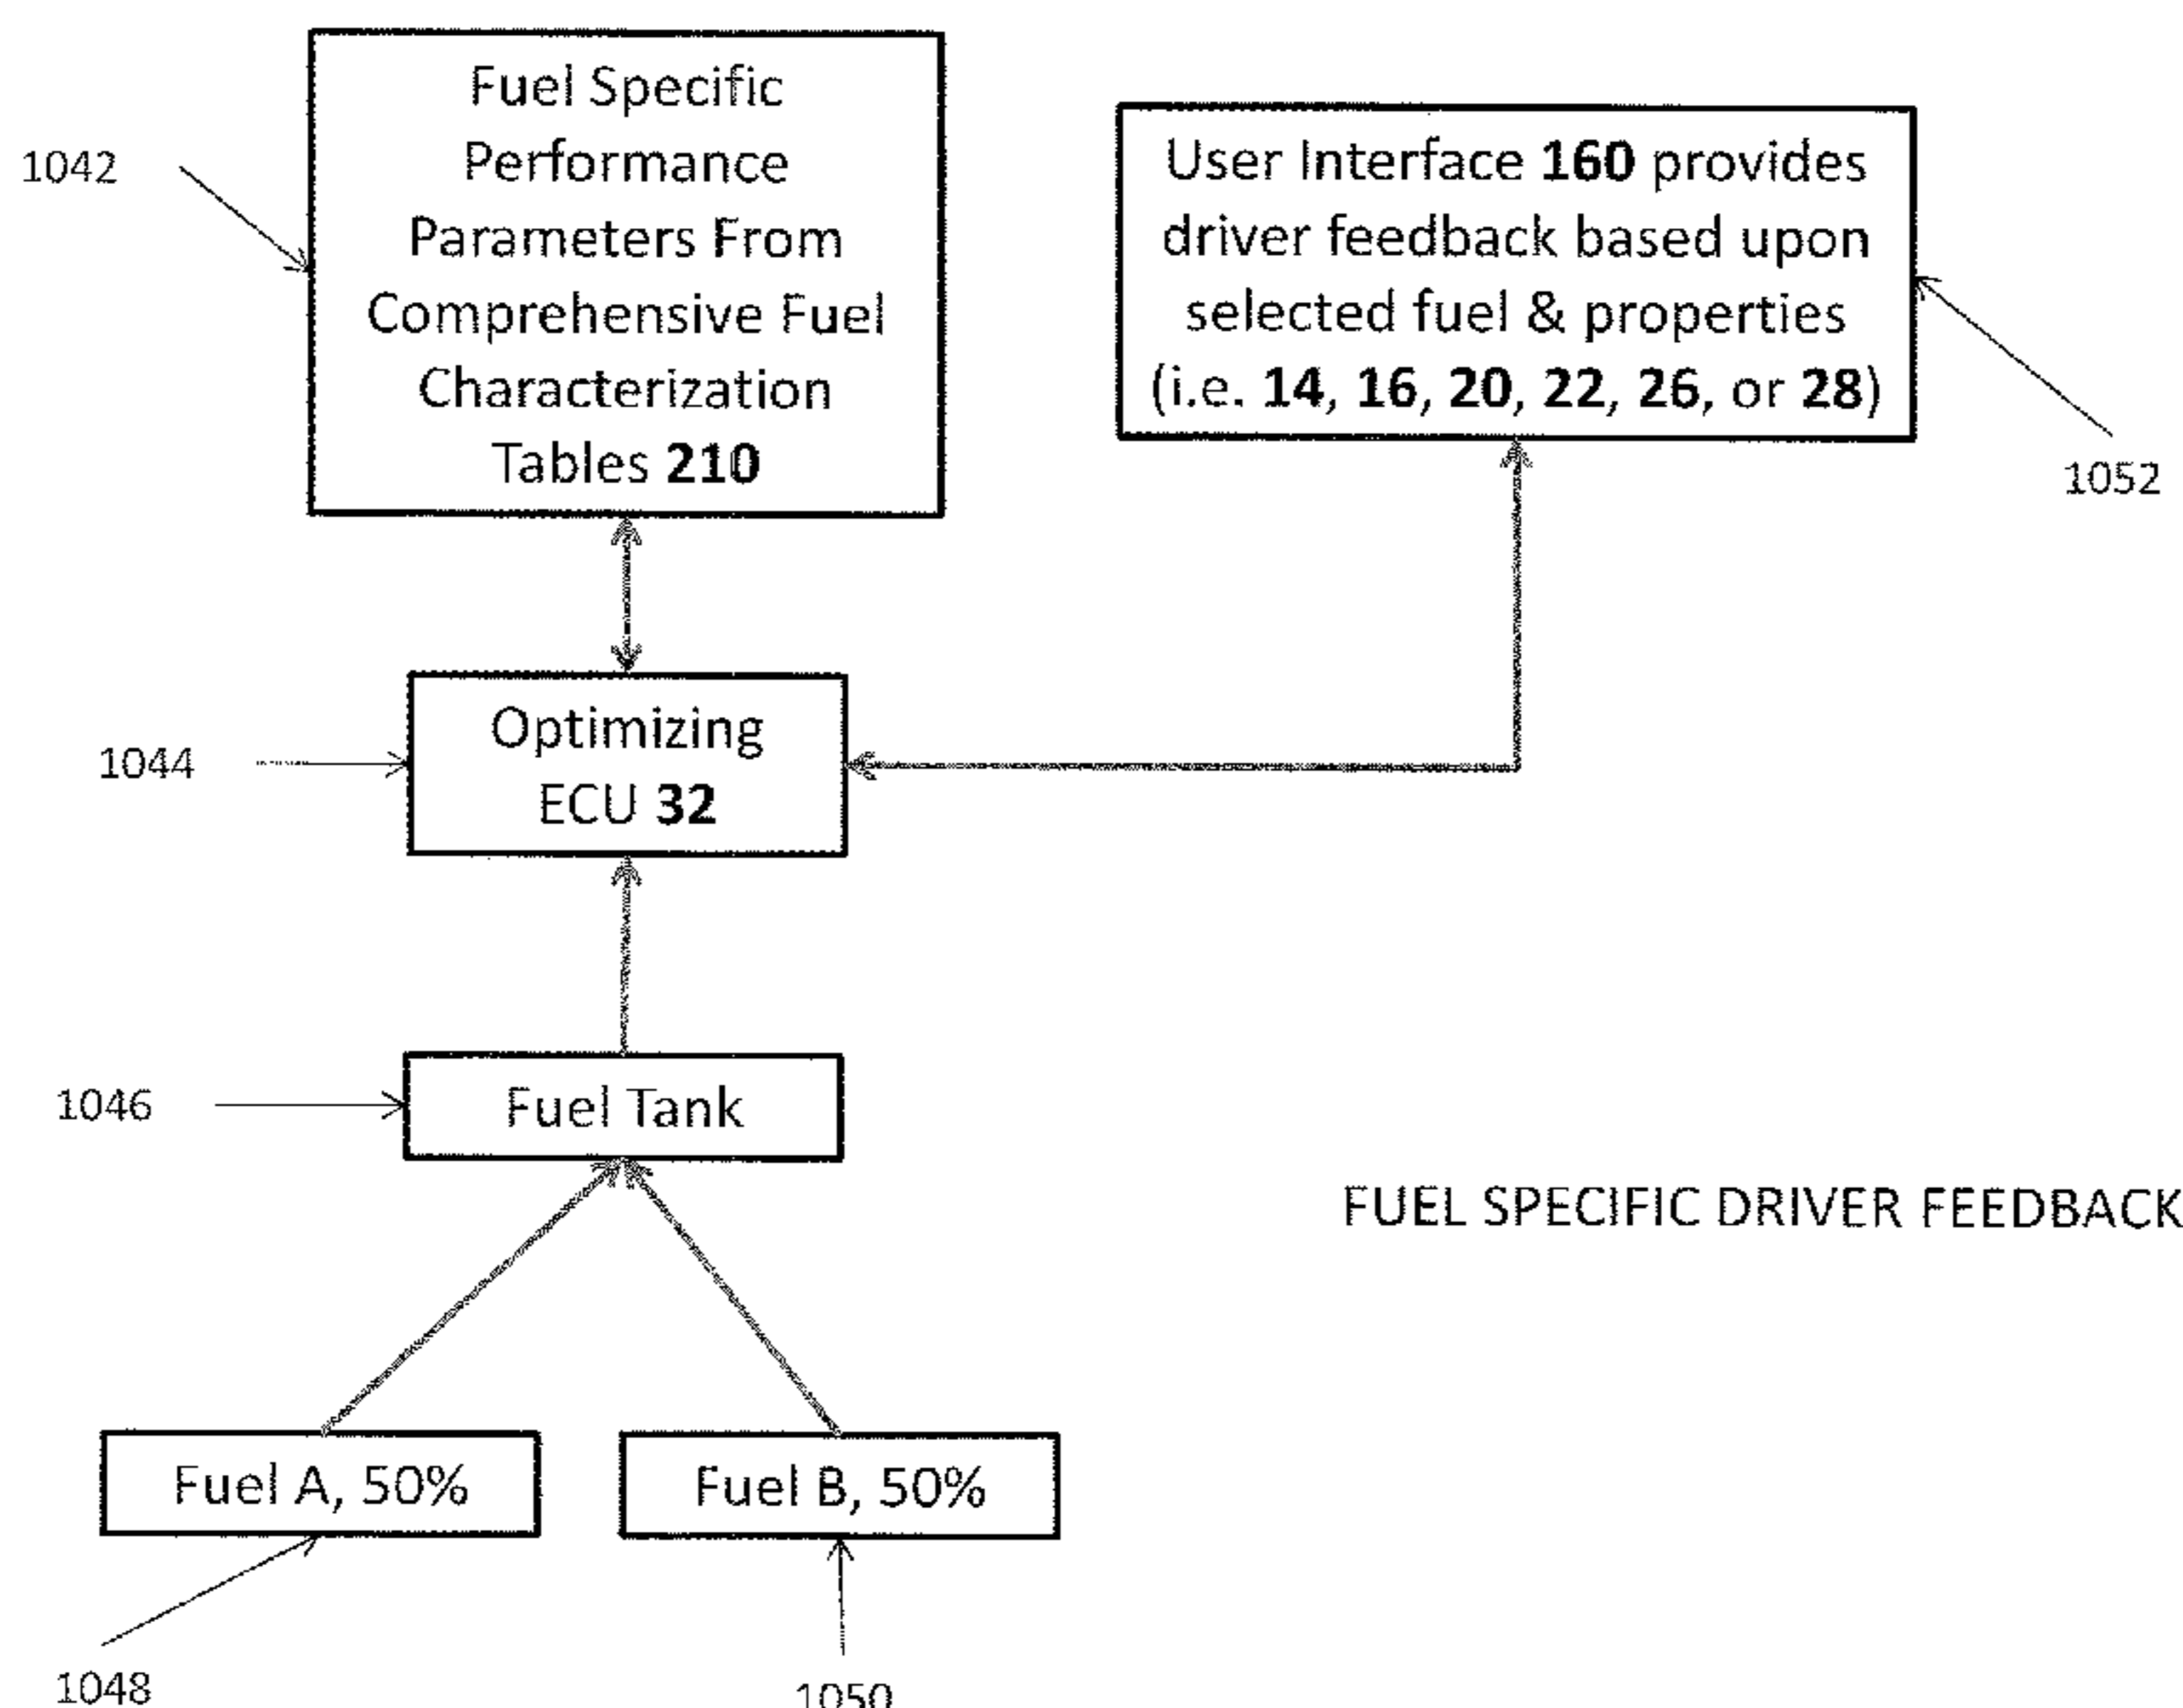 Fuel Specific
Performance
Parameters From
Comprehensive Fuel
Characterization
Tables 210
1042
User Interface 160 provides
driver feedback based upon
selected fuel & properties
(i.e. 14, 16, 20, 22, 26, or 28)
1052
Optimizing
ECU 32
1044
Fuel Tank
1046
FUEL SPECIFIC DRIVER FEEDBACK
Fuel A, 50%
Fuel B, 50%
1048
1050